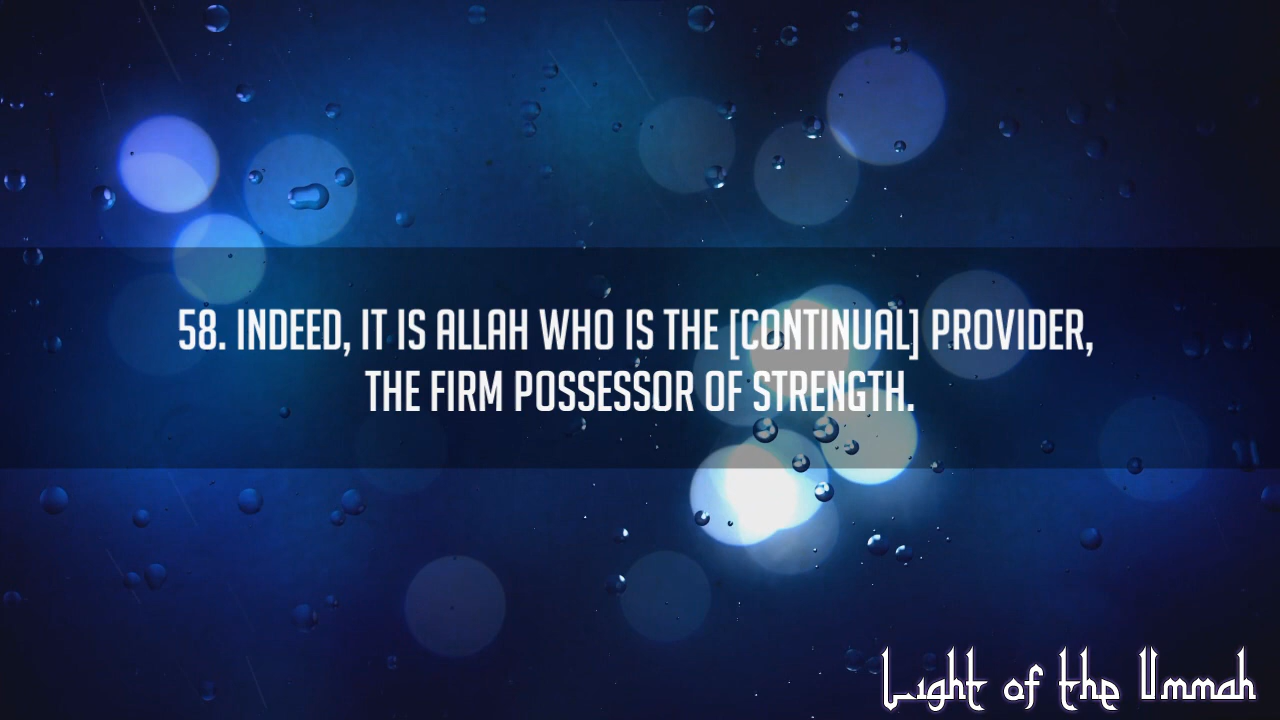 58. INDEED, IT IS ALLAH WHO IS THE [CONTINUAL] PROVIDER,
THE FIRM POSSESSOR OF STRENGTH.
Light of the Ummah